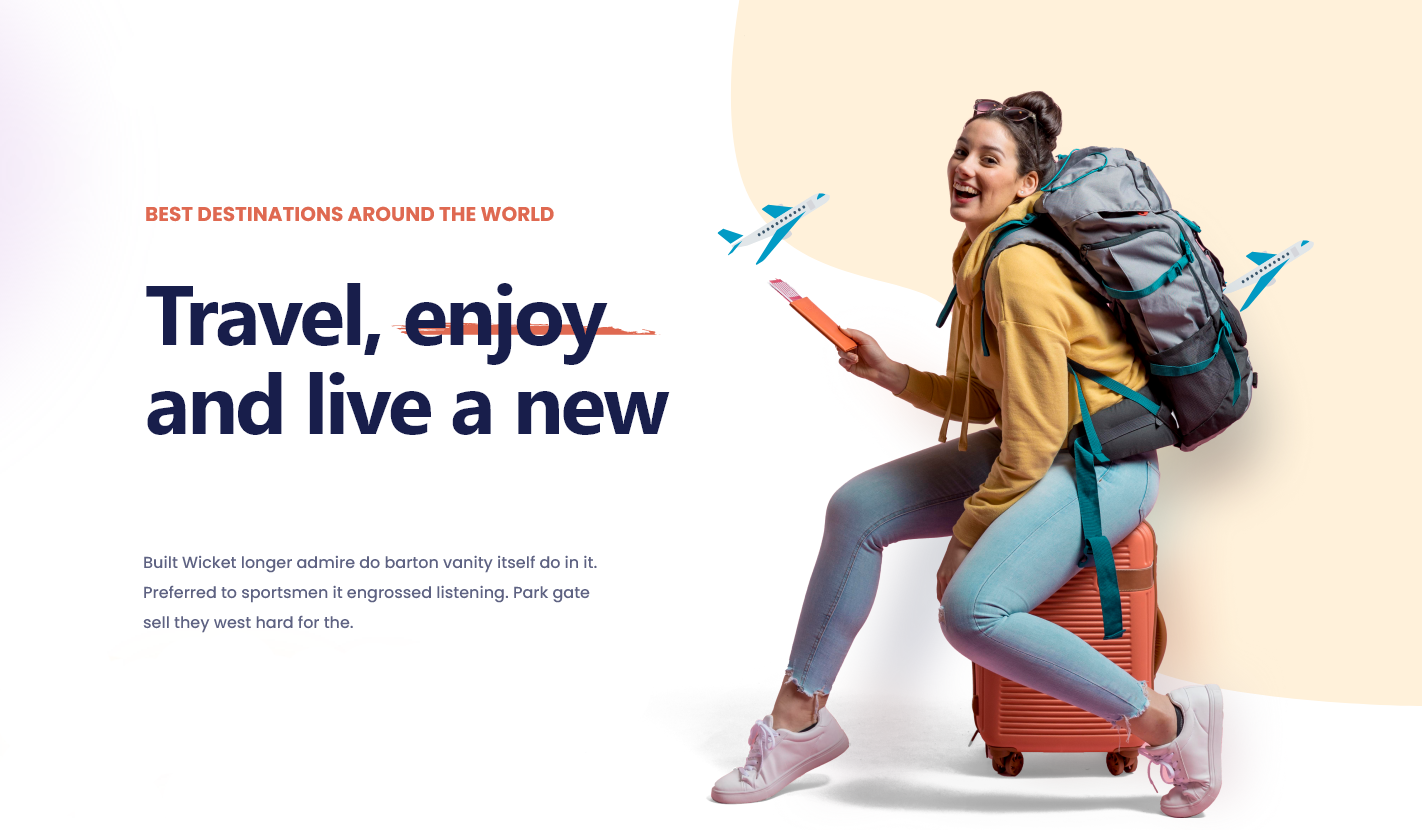 BEST DESTINATIONS AROUND THE WORLD
Travel, enjoy
and live a new
Built Wicket longer admire do barton vanity itself do in it.
Preferred to sportsmen it engrossed listening. Park gate
sell they west hard for the.